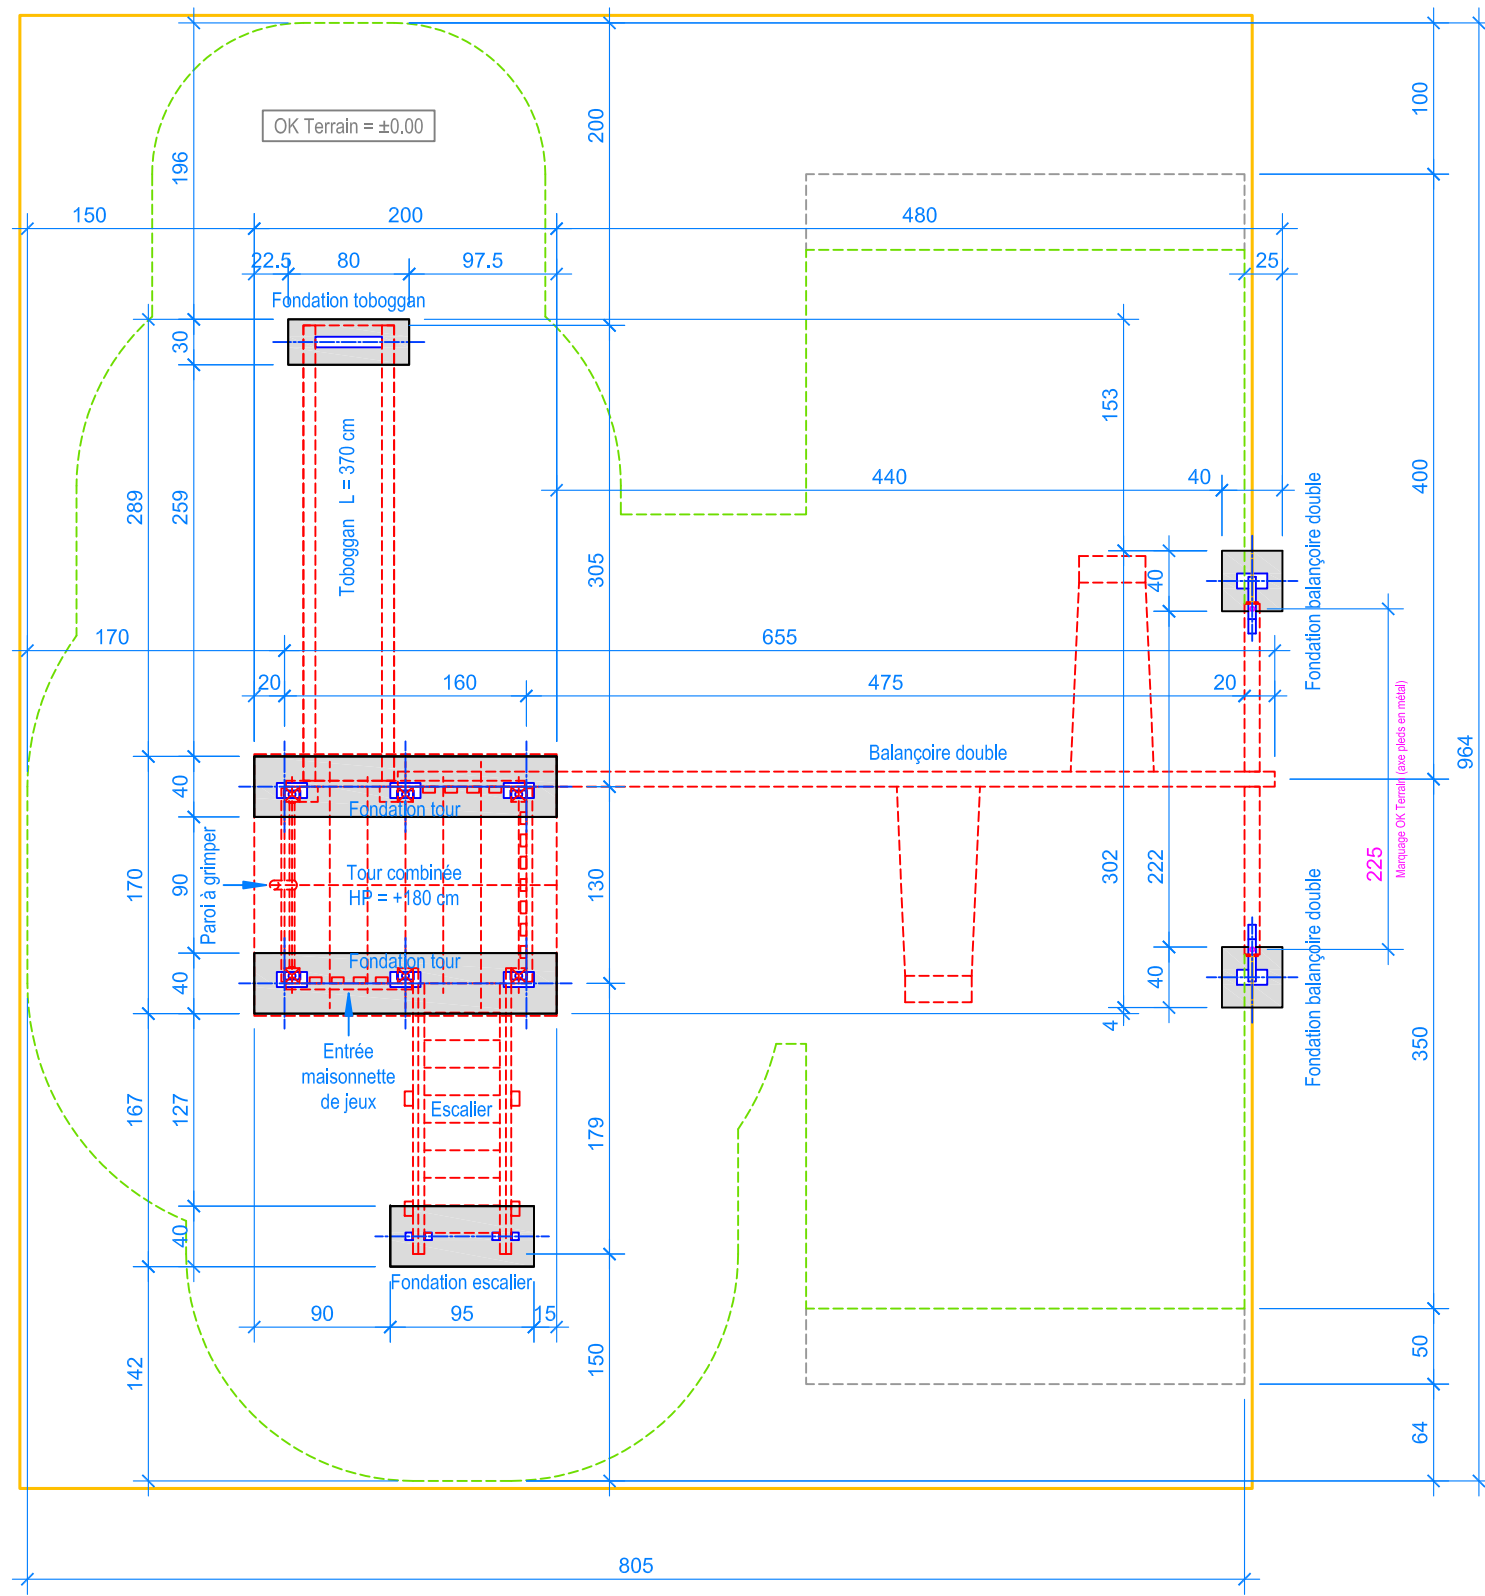 OK Terrain = ±0.00
200
100
196
150
200
480
22.5
80
97.5
25
Fondation toboggan
30
153
289
259
Toboggan L = 370 cm
440
40
400
Fondation balançoire double
305
40
170
655
20
160
475
20
964
Balançoire double
Marquage OK Terrain (axe pieds en métal)
225
40
Fondation tour
Paroi à grimper
170
90
Tour combinée
HP = +180 cm
130
302
222
Fondation tour
40
40
4
Fondation balançoire double
Entrée
maisonnette
de jeux
167
127
Escalier
179
350
40
Fondation escalier
90
95
15
142
150
50
64
805